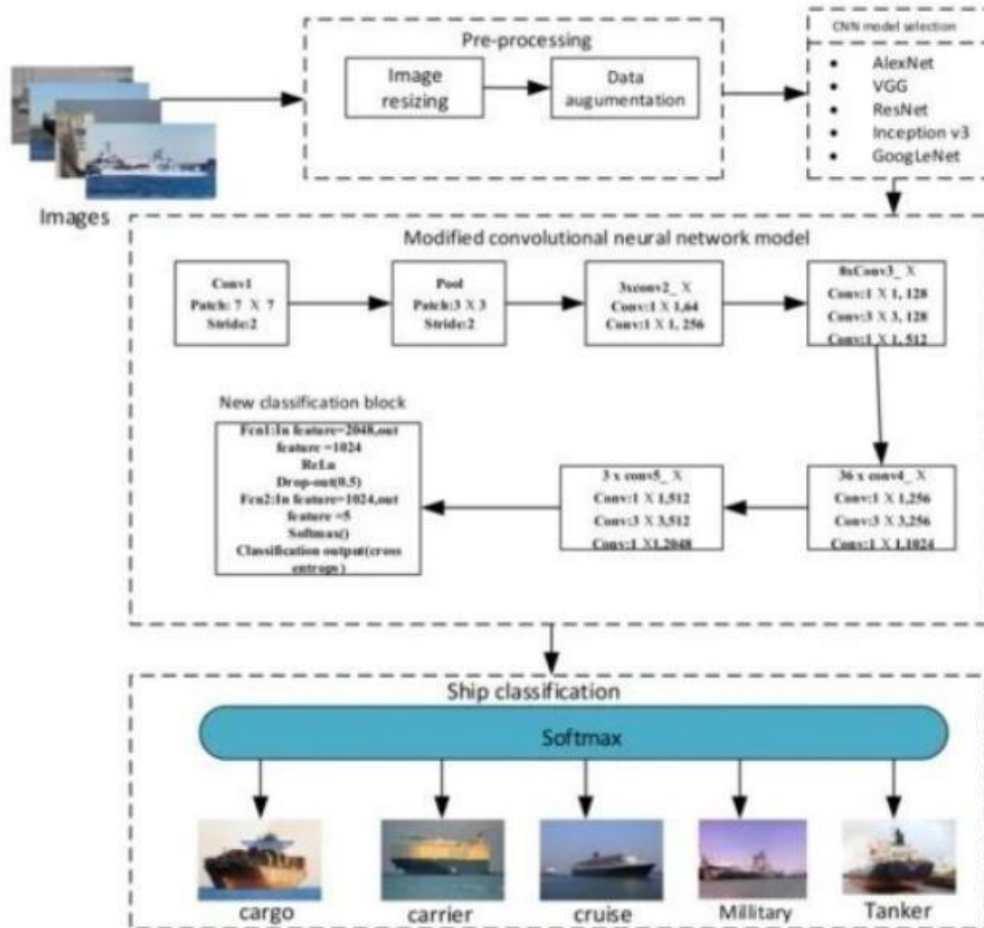 Pre-processing
Image
resizing
Data
augumentation
CNN model selection
• AlexNet
• VGG
• ResNet
• Inception v3
• GoogLeNet
Images
Modified convolutional neural network model
Conv1
Patch: 7 X 7
Stride:2
Pool
Patch:3 X 3
Stride:2
3xconv2_ X
Conv:1 X 1,64
Conv:1 X 1, 256
8xConv3_ X
Conv:1 X 1, 128
Conv:3 X 3, 128
Conv:1 X 1, 512
36 x conv4_ X
Conv:1 X 1,256
Conv:3 X 3,256
Conv:1 X 1,1024
3 x conv5_ X
Conv:1 X 1,512
Conv:3 X 3,512
Conv:1 X1,2048
New classification block
Fcn1:In feature=2048,out
feature =1024
ReLu
Drop-out(0.5)
Fcn2:In feature=1024,out
feature =5
Softmax()
Classification output(cross
entropy)
Ship classification
Softmax
cargo
carrier
cruise
Millitary
Tanker